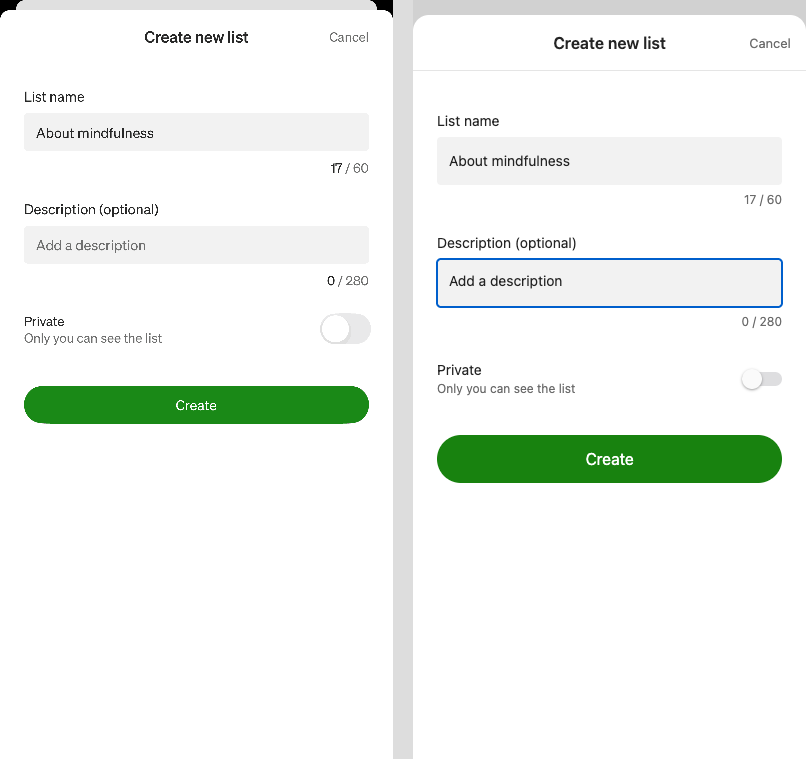 Create new list
Cancel
List name
About mindfulness
17 / 60
Description (optional)
Add a description
0 / 280
Private
Only you can see the list
Create
Create new list
Cancel
List name
About mindfulness
17 / 60
Description (optional)
Add a description
0 / 280
Private
Only you can see the list
Create